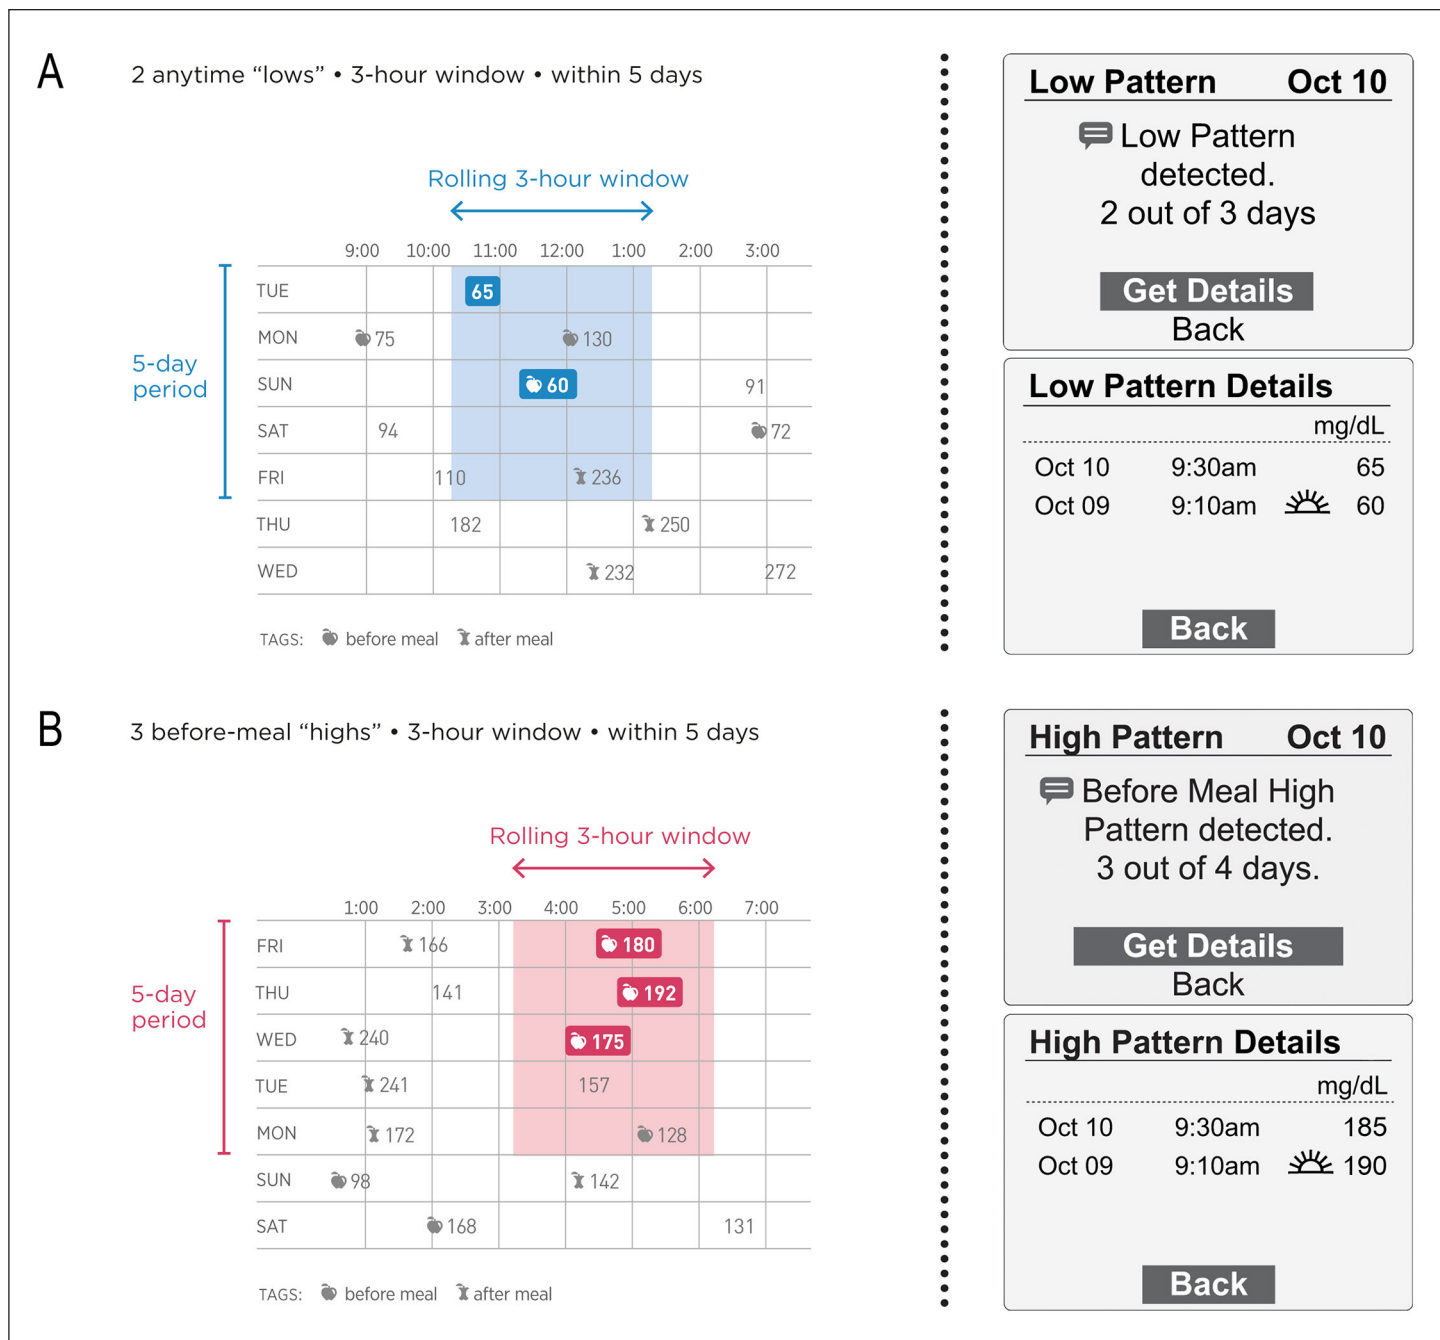 A
2 anytime “lows” • 3-hour window • within 5 days
Rolling 3-hour window
9:00 10:00 11:00 12:00 1:00 2:00 3:00
5-day period
TUE 65
MON 75 130
SUN 60 91
SAT 94 72
FRI 110 236
THU 182 250
WED 232 272
TAGS: before meal after meal
Low Pattern Oct 10
Low Pattern
detected.
2 out of 3 days
Get Details
Back
Low Pattern Details
mg/dL
Oct 10 9:30am 65
Oct 09 9:10am 60
Back
B
3 before-meal “highs” • 3-hour window • within 5 days
Rolling 3-hour window
1:00 2:00 3:00 4:00 5:00 6:00 7:00
5-day period
FRI 166 180
THU 141 192
WED 240 175
TUE 241 157
MON 172 128
SUN 98 142
SAT 168 131
TAGS: before meal after meal
High Pattern Oct 10
Before Meal High
Pattern detected.
3 out of 4 days.
Get Details
Back
High Pattern Details
mg/dL
Oct 10 9:30am 185
Oct 09 9:10am 190
Back